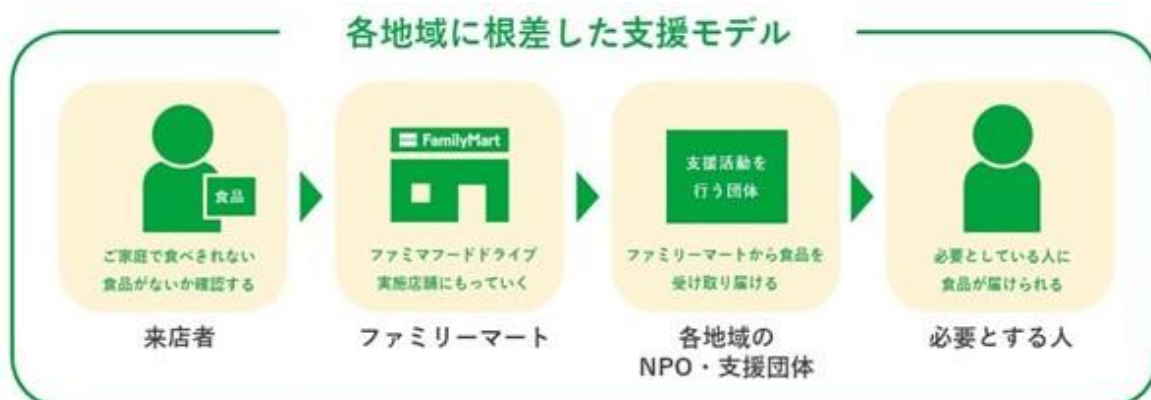 各地域に根差した支援モデル
食品
ご家庭で食べきれない
食品がないか確認する
来店者
FamilyMart
ファミマフードドライブ
実施店舗にもっていく
ファミリーマート
支援活動を
行う団体
ファミリーマートから食品を
受け取り届ける
各地域の
NPO・支援団体
必要としている人に
食品が届けられる
必要とする人